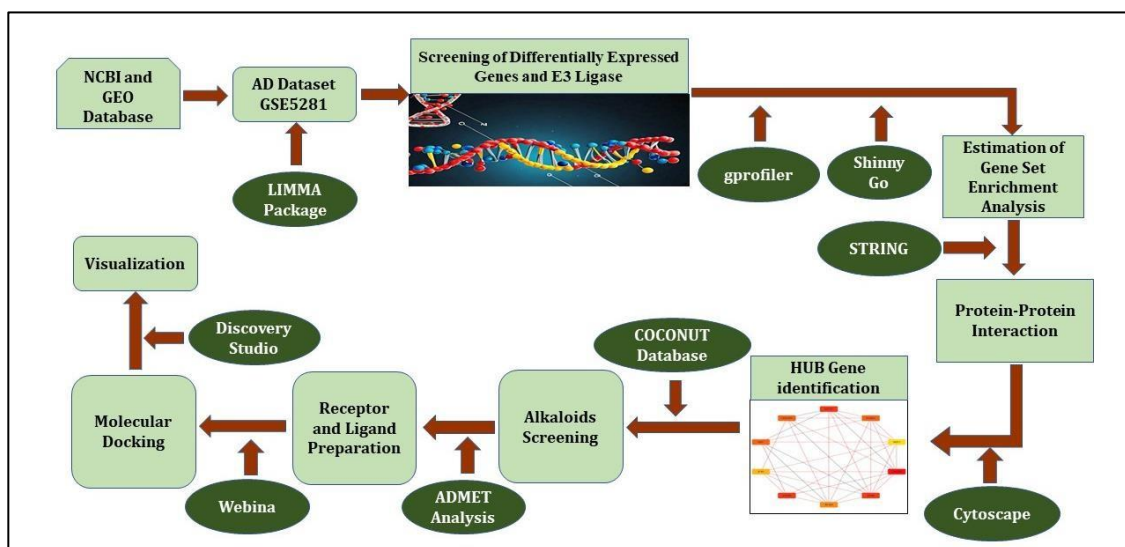 NCBI and
GEO
Database
AD Dataset
GSE5281
LIMMA
Package
Screening of Differentially Expressed
Genes and E3 Ligase
gprofiler
Shinny
Go
Estimation of
Gene Set
Enrichment
Analysis
STRING
Protein-Protein
Interaction
Cytoscape
HUB Gene
identification
COCONUT
Database
Alkaloids
Screening
ADMET
Analysis
Receptor
and Ligand
Preparation
Webina
Molecular
Docking
Discovery
Studio
Visualization